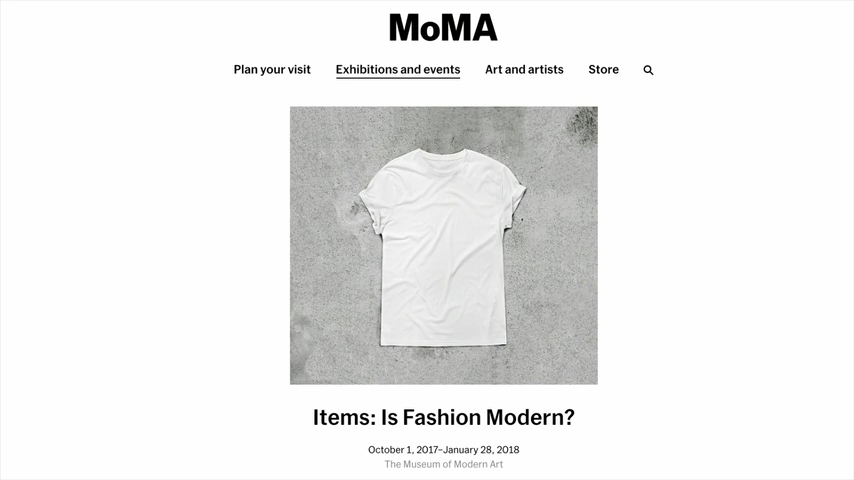 MoMA
Plan your visit Exhibitions and events Art and artists Store
Items: Is Fashion Modern?
October 1, 2017–January 28, 2018
The Museum of Modern Art